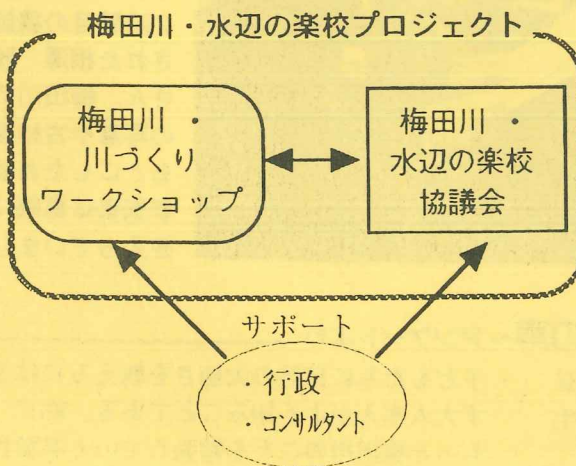 梅田川・水辺の楽校プロジェクト
梅田川・
川づくり
ワークショップ
梅田川・
水辺の楽校
協議会
サポート
・行政
・コンサルタント